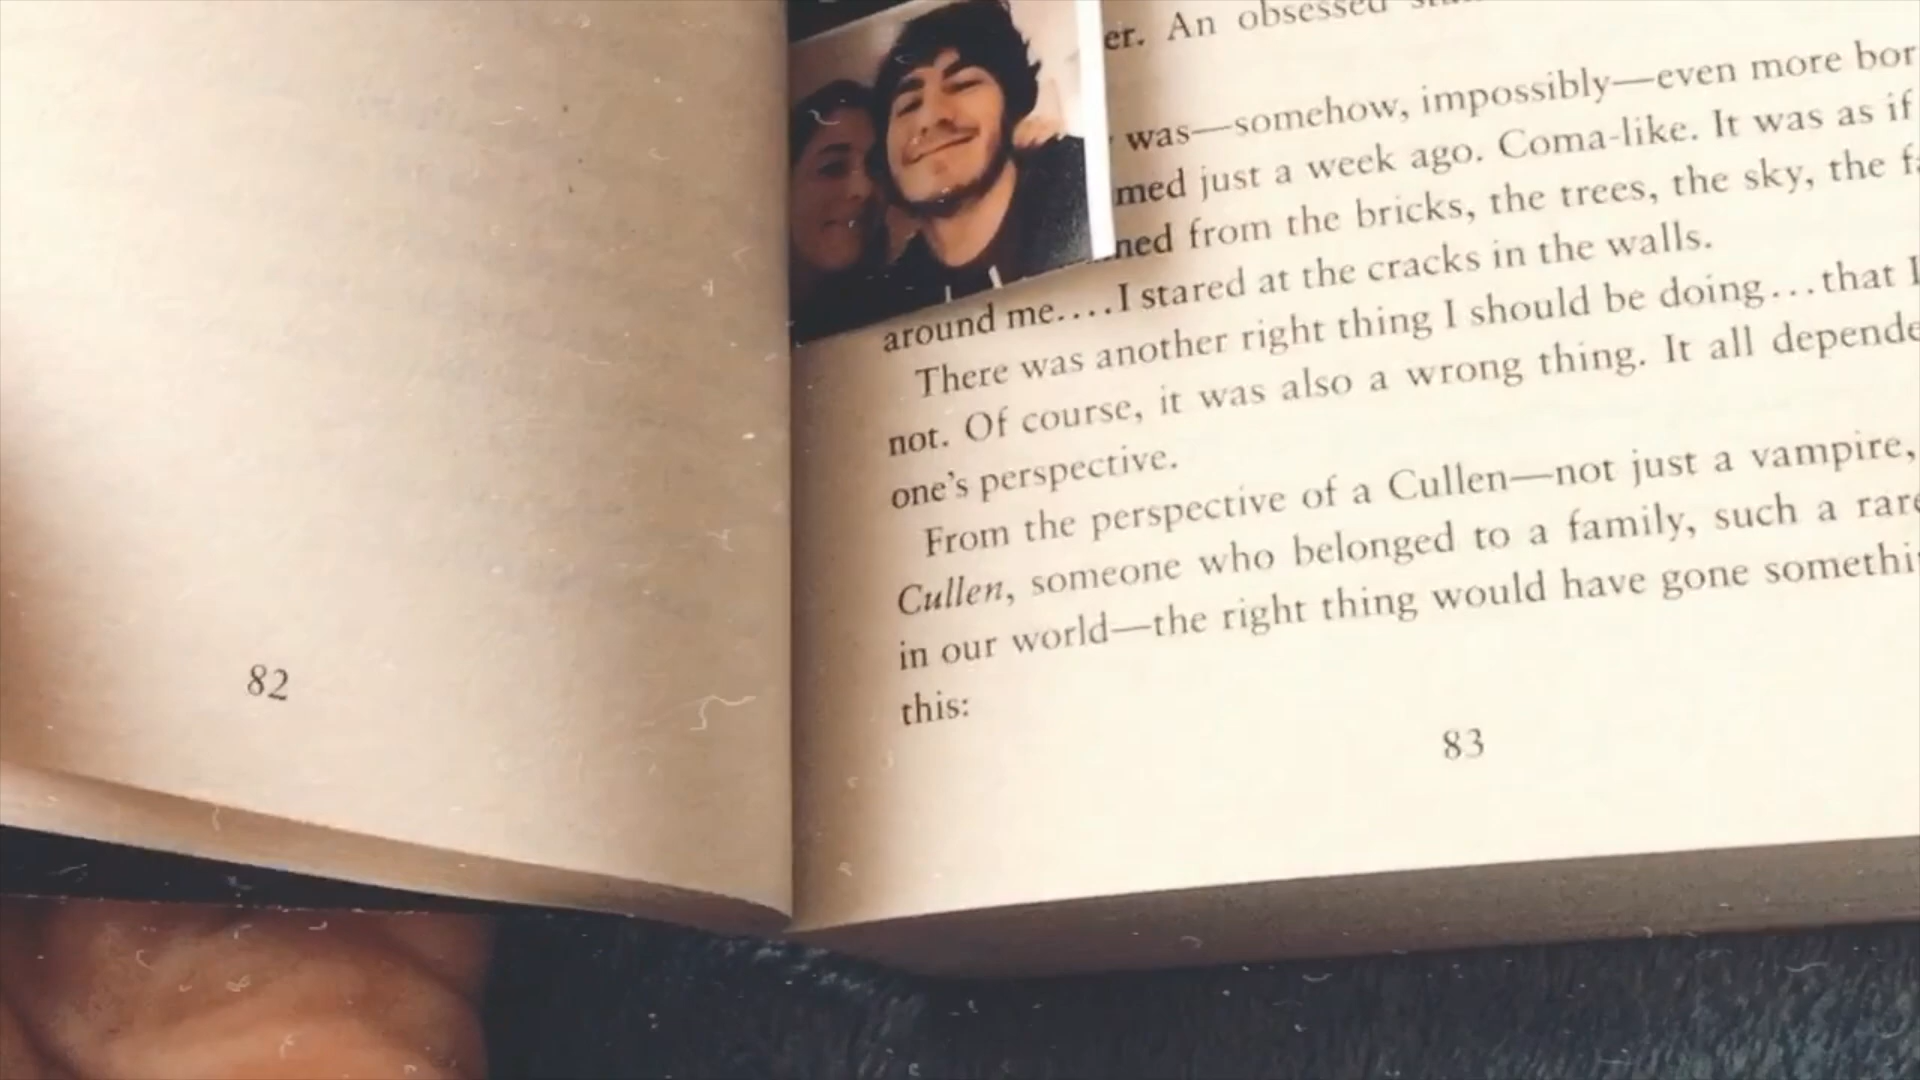 82
er. An obsessed
was—somehow, impossibly—even more bor
med just a week ago. Coma-like. It was as if
ned from the bricks, the trees, the sky, the f
around me....I stared at the cracks in the walls.
There was another right thing I should be doing...that I
not. Of course, it was also a wrong thing. It all depende
one's perspective.
From the perspective of a Cullen—not just a vampire,
Cullen, someone who belonged to a family, such a rare
in our world—the right thing would have gone somethi
this:
83